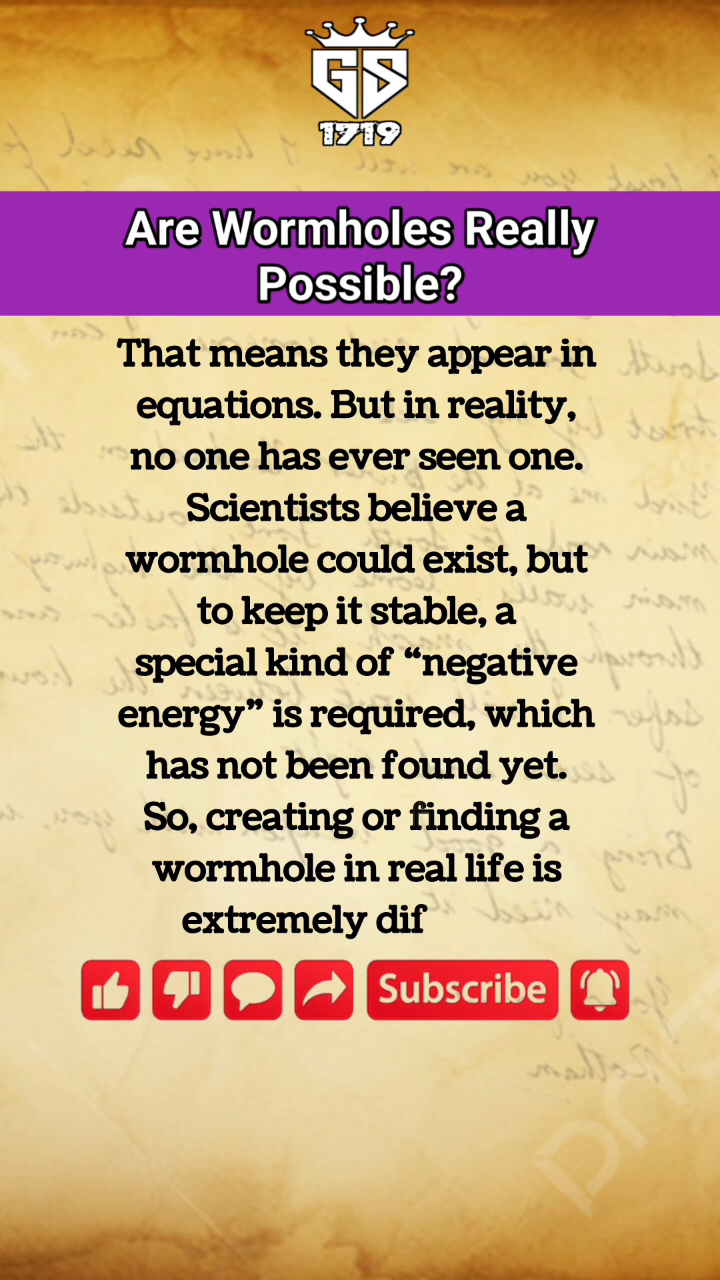 GS
1719
Are Wormholes Really
Possible?
That means they appear in
equations. But in reality,
no one has ever seen one.
Scientists believe a
wormhole could exist, but
to keep it stable, a
special kind of “negative
energy” is required, which
has not been found yet.
So, creating or finding a
wormhole in real life is
extremely dif
Subscribe